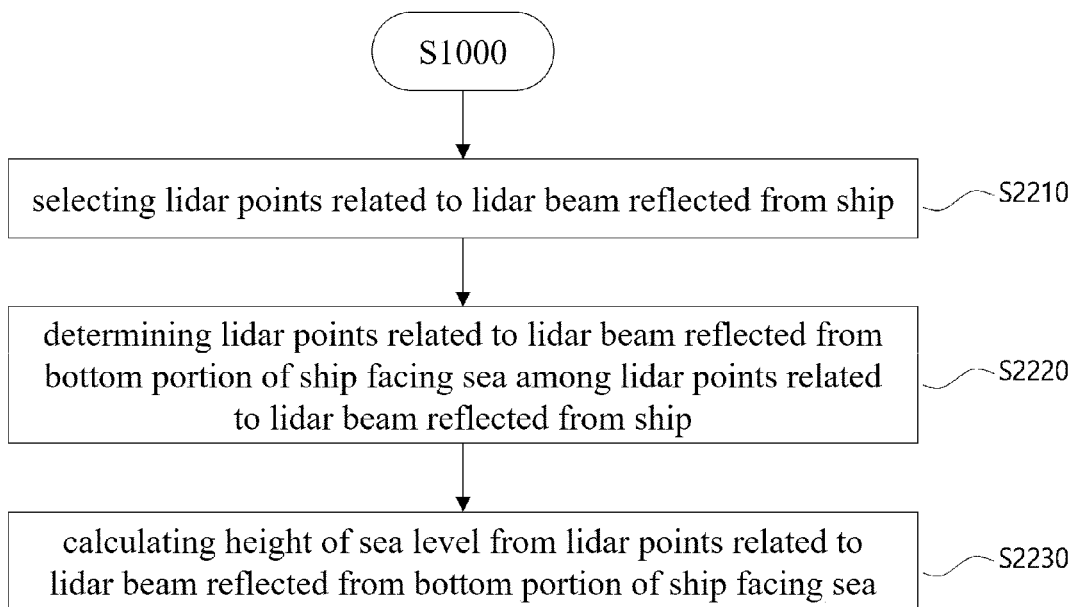 S1000
selecting lidar points related to lidar beam reflected from ship
S2210
determining lidar points related to lidar beam reflected from
bottom portion of ship facing sea among lidar points related
to lidar beam reflected from ship
S2220
calculating height of sea level from lidar points related to
lidar beam reflected from bottom portion of ship facing sea
S2230